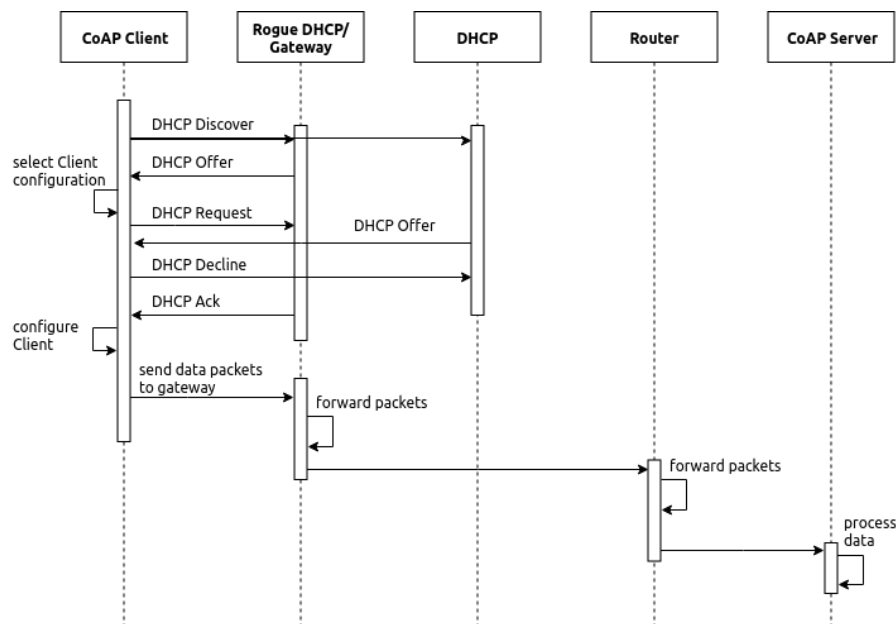 CoAP Client
Rogue DHCP/
Gateway
DHCP
Router
CoAP Server
DHCP Discover
DHCP Offer
select Client
configuration
DHCP Request
DHCP Offer
DHCP Decline
DHCP Ack
configure
Client
send data packets
to gateway
forward packets
forward packets
process
data